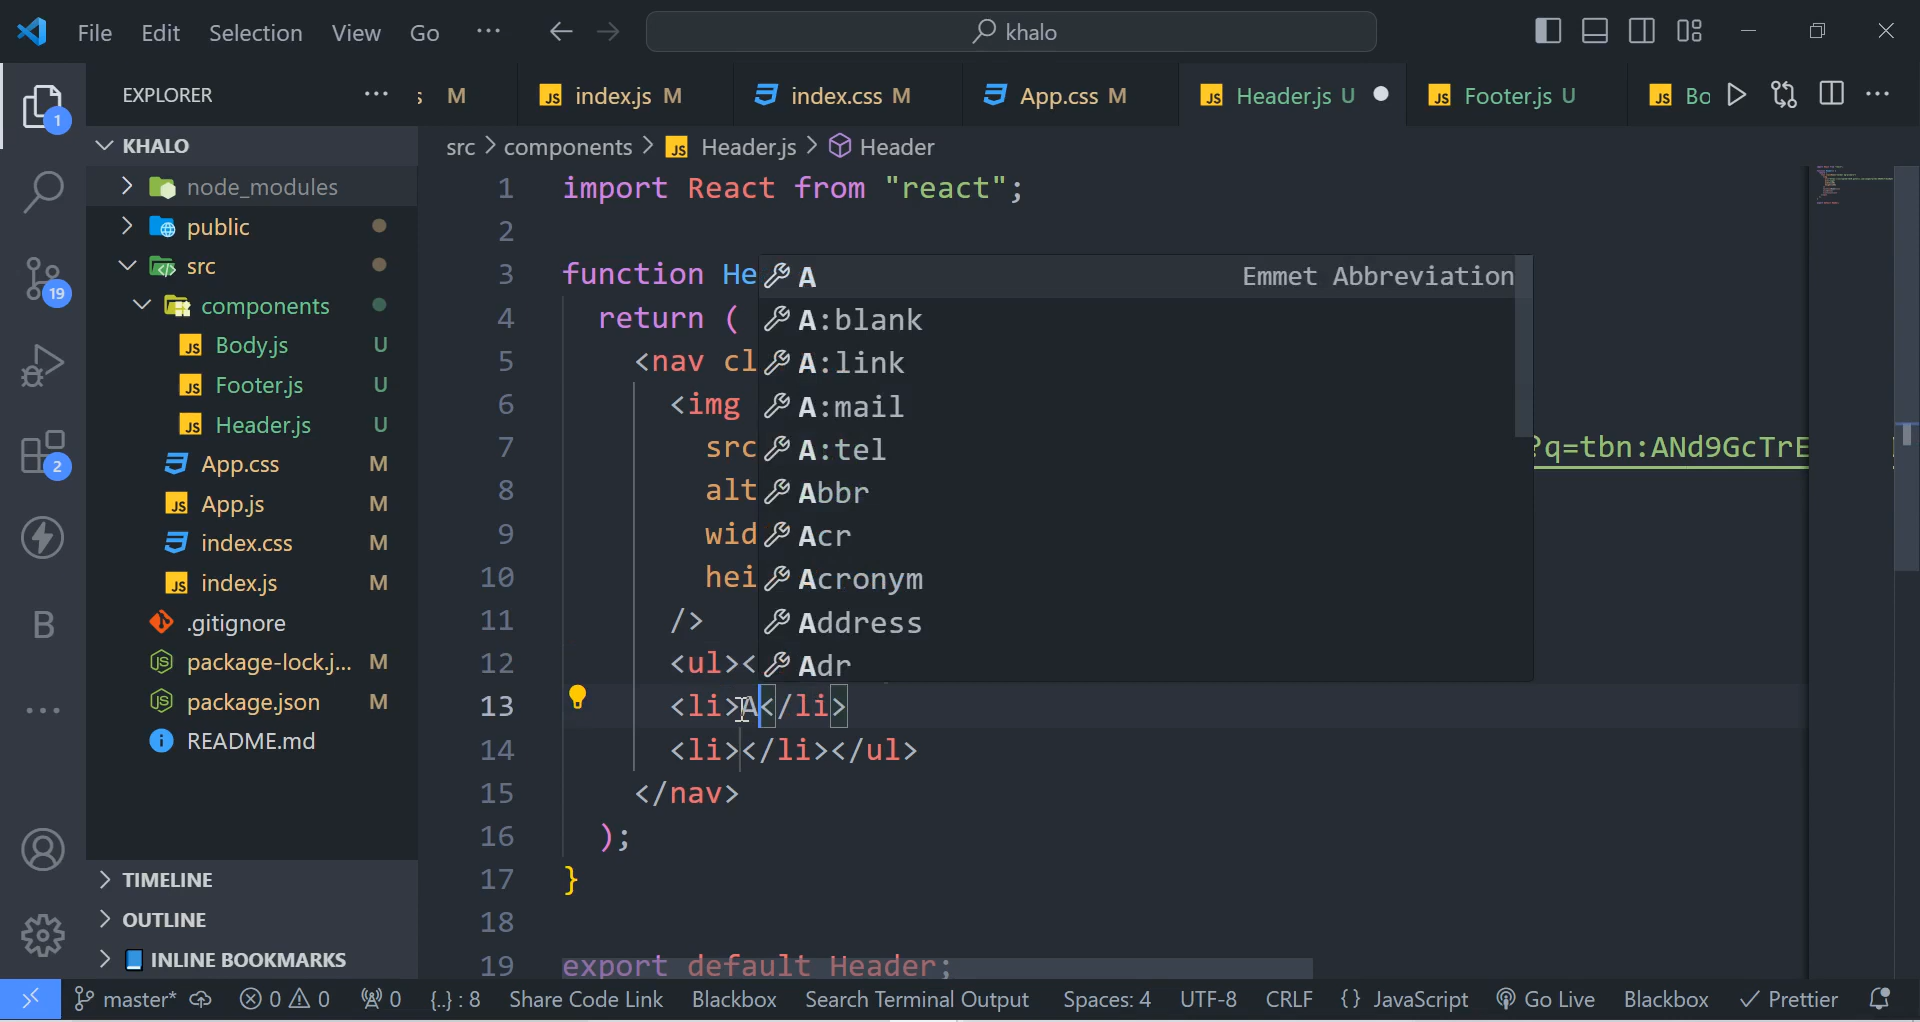 File Edit Selection View Go ··· khalo
EXPLORER ···
M index.js M index.css M App.css M Header.js U Footer.js U Bo ···
KHALO
src > components > Header.js > Header
node_modules
public
src
components
Body.js U
Footer.js U
Header.js U
App.css M
App.js M
index.css M
index.js M
.gitignore
package-lock.j... M
package.json M
README.md
TIMELINE
OUTLINE
INLINE BOOKMARKS
1
19
2
B
1 import React from "react";
2
3 function He
4 return (
5 <nav cl
6 <img
7 src ?q=tbn:ANd9GcTrE
8 alt
9 wid
10 hei
11 />
12 <ul><
13 <li>A</li>
14 <li></li></ul>
15 </nav>
16 );
17 }
18
19 export default Header;
A Emmet Abbreviation
A:blank
A:link
A:mail
A:tel
Abbr
Acr
Acronym
Address
Adr
master* 0 0 0 {..} : 8 Share Code Link Blackbox Search Terminal Output Spaces: 4 UTF-8 CRLF {} JavaScript Go Live Blackbox Prettier